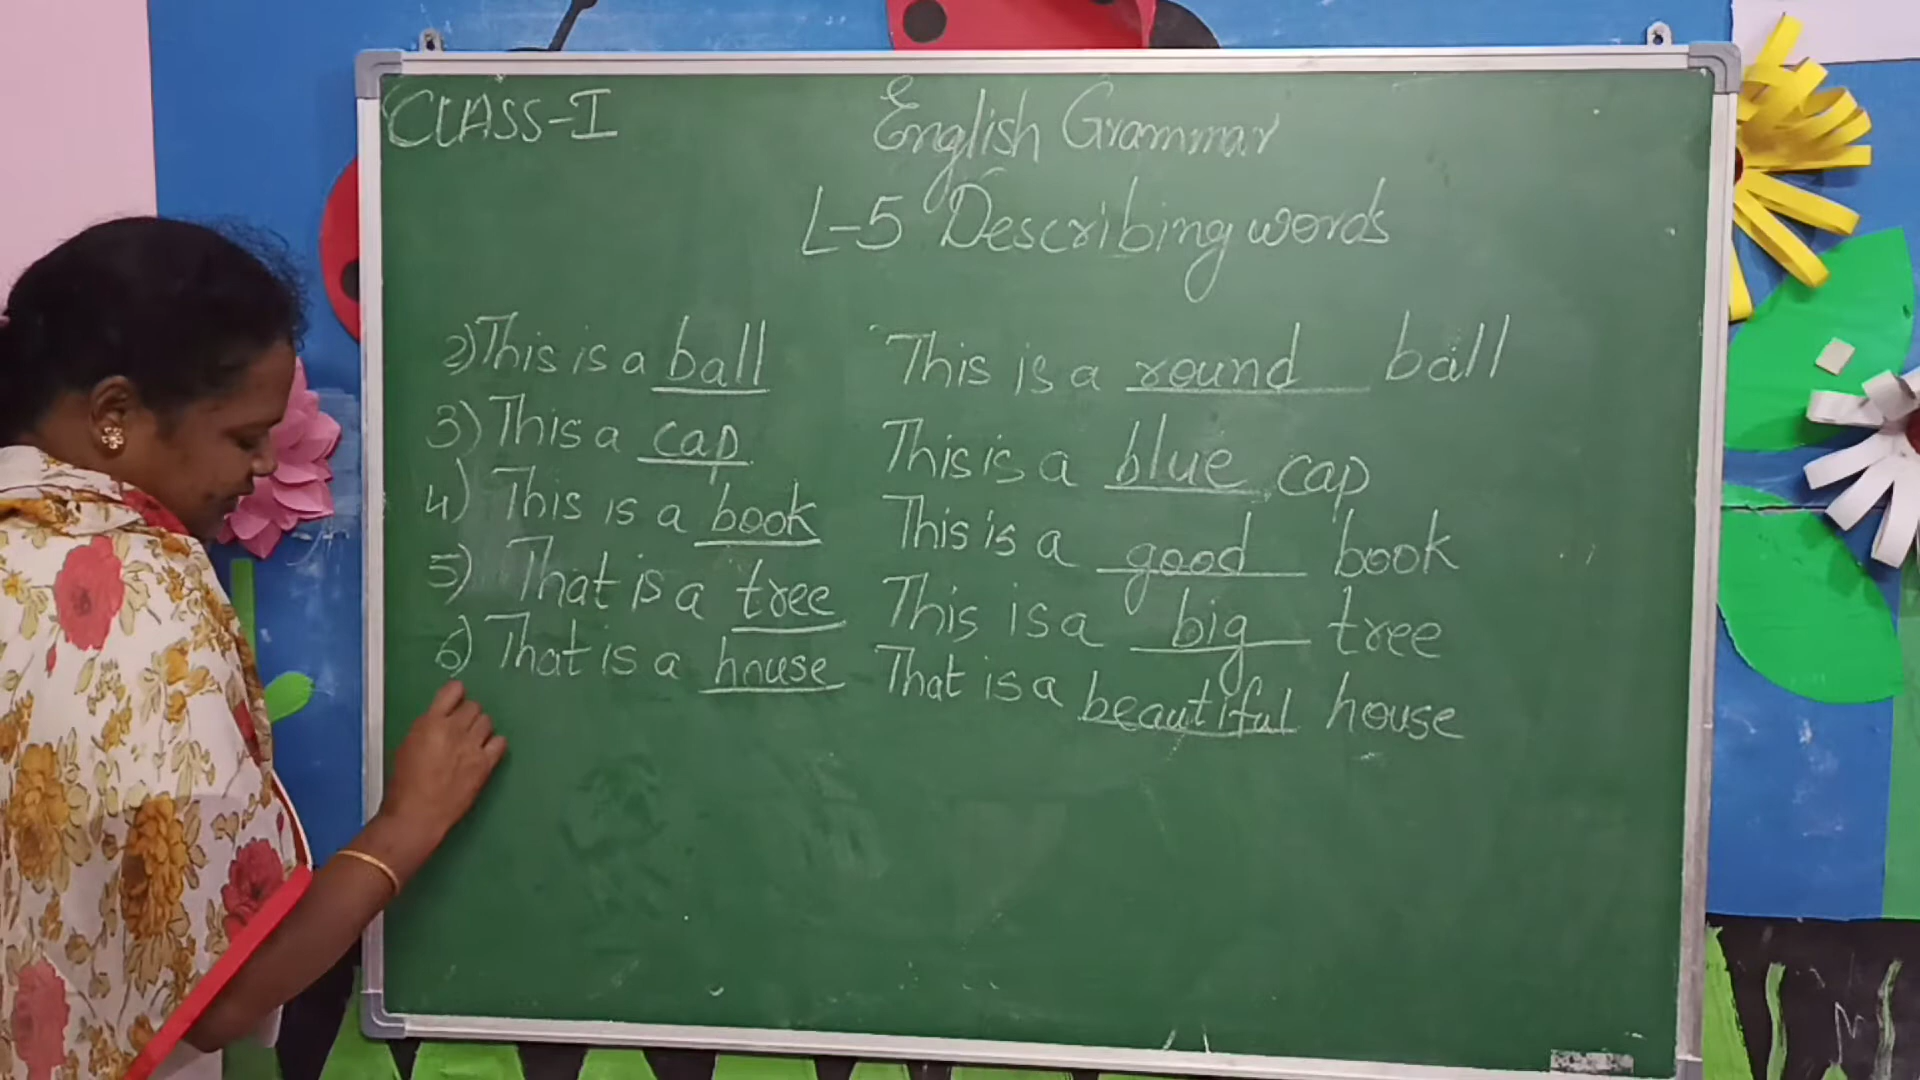 CLASS-I
English Grammar
L-5 Describing words
2) This is a ball This is a round ball
3) This a cap This is a blue cap
4) This is a book This is a good book
5) That is a tree This is a big tree
6) That is a house That is a beautiful house